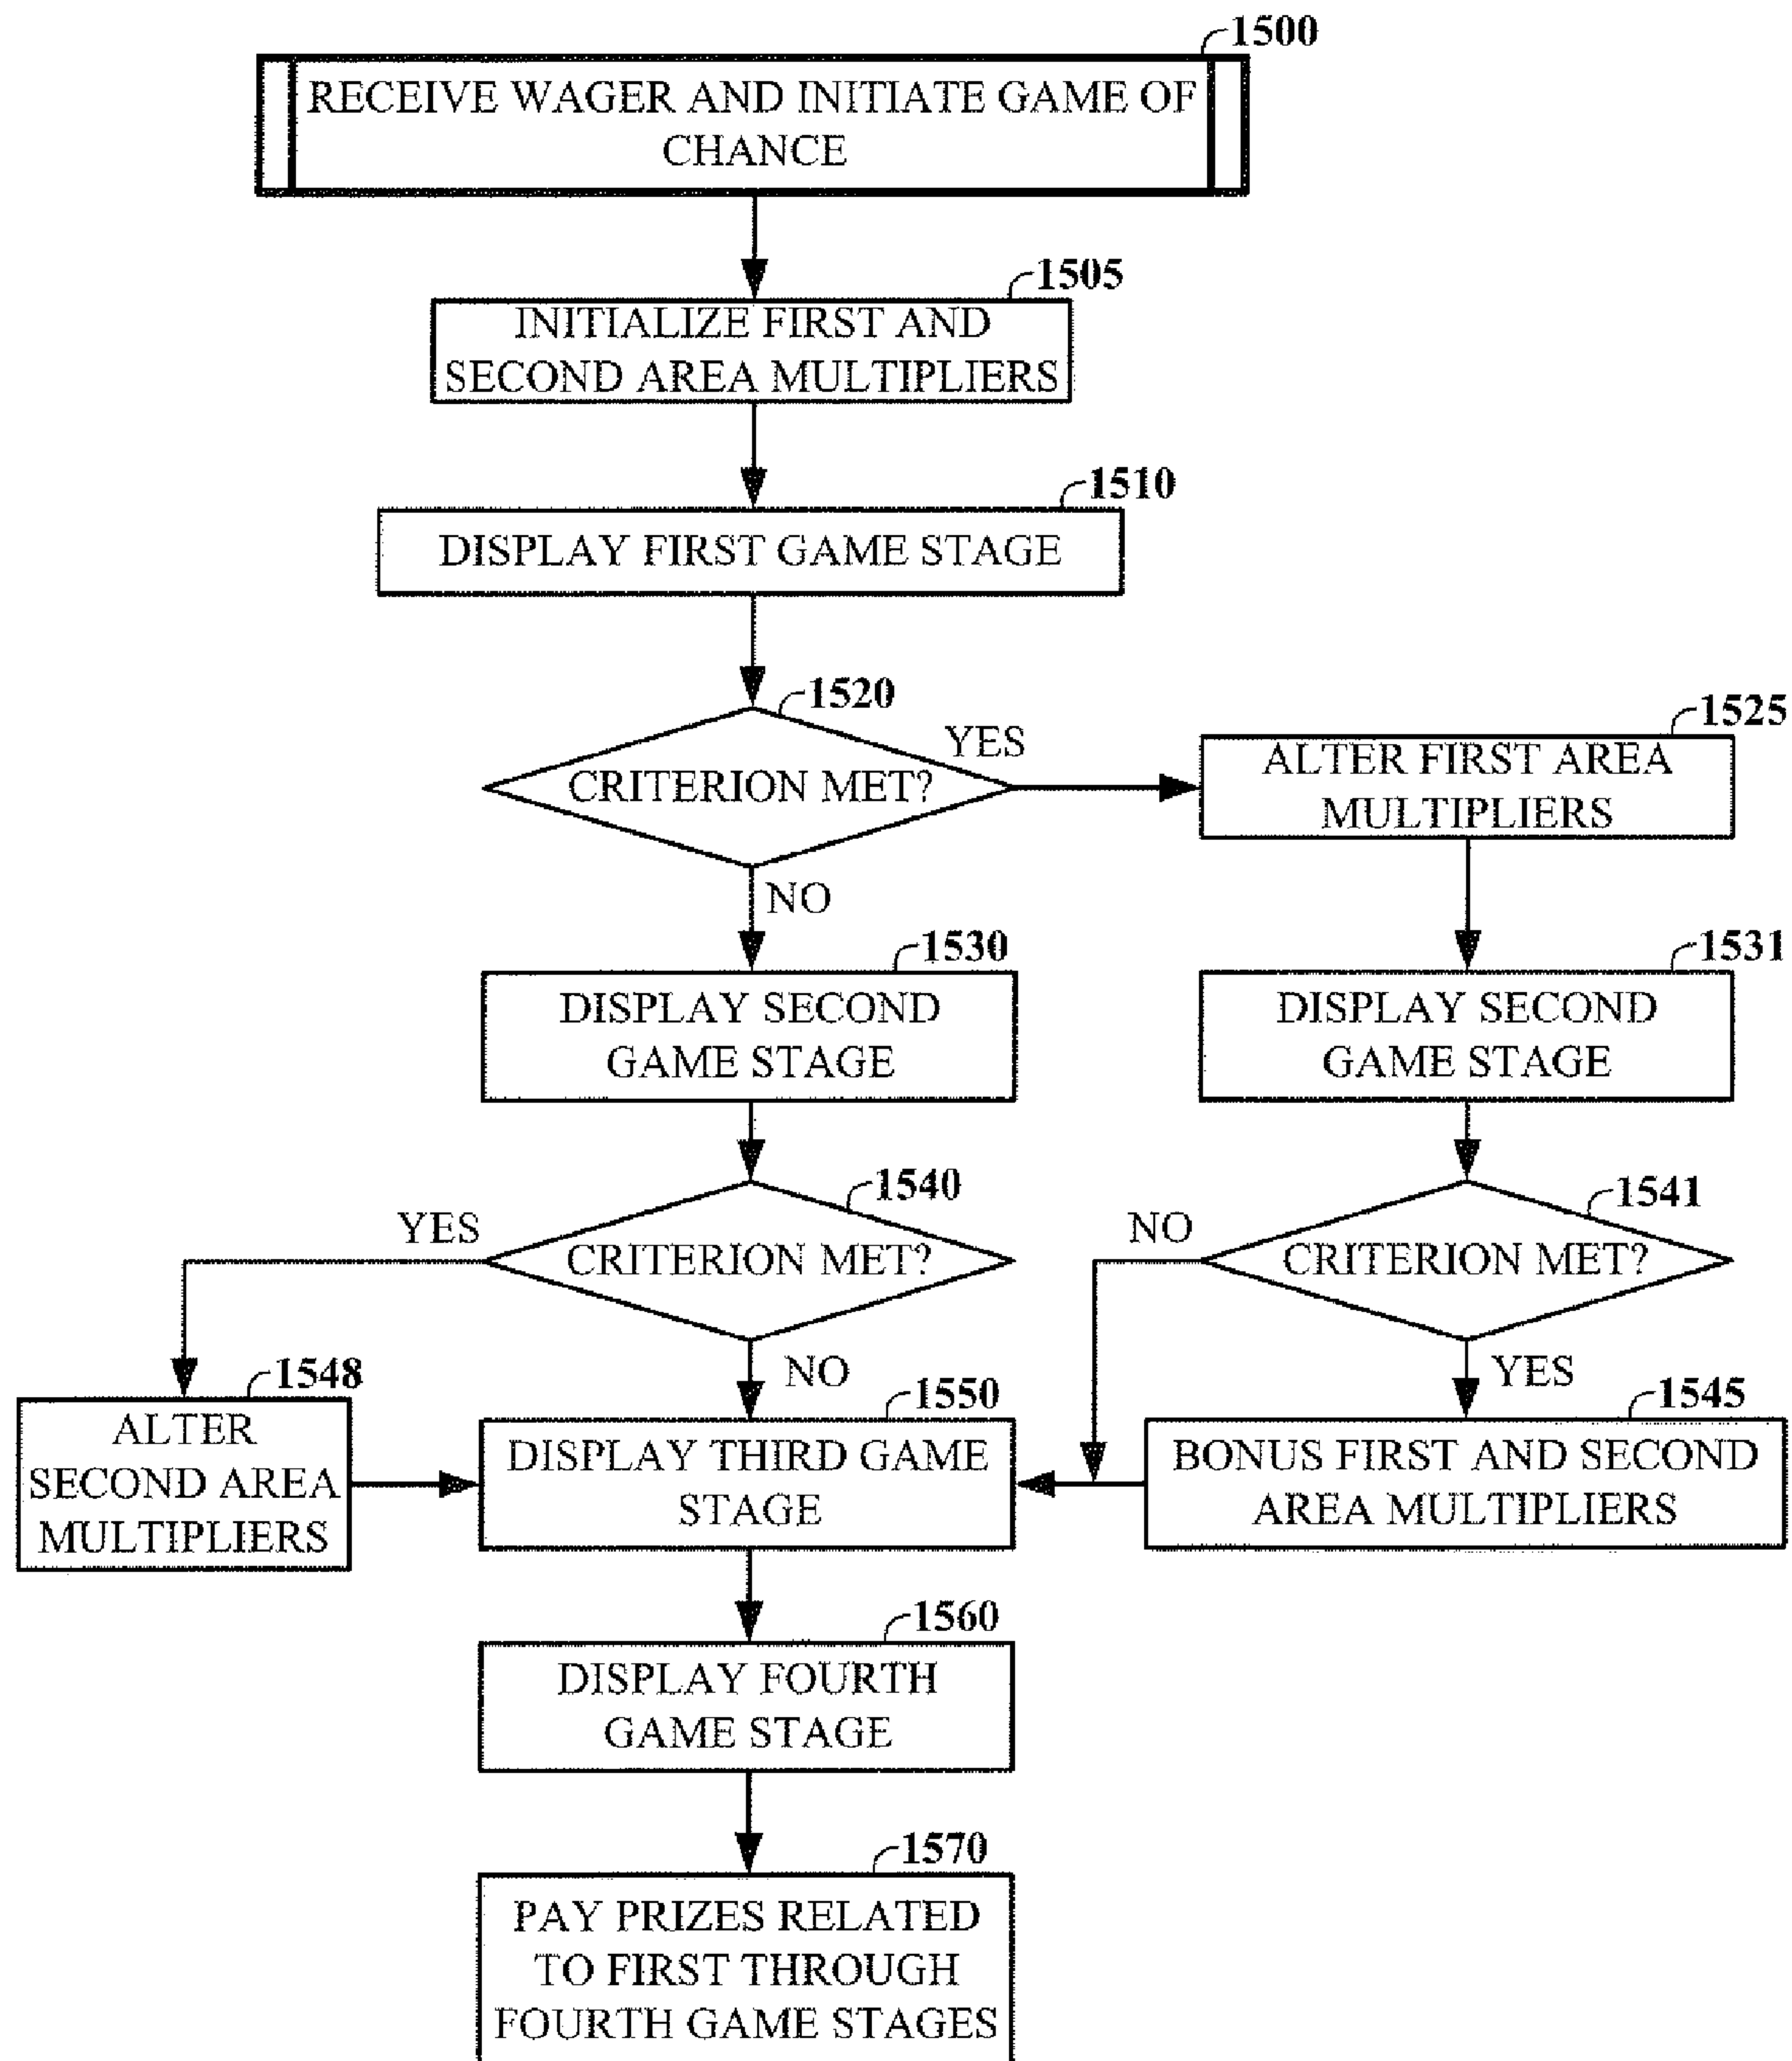 1500
RECEIVE WAGER AND INITIATE GAME OF
CHANCE
1505
INITIALIZE FIRST AND
SECOND AREA MULTIPLIERS
1510
DISPLAY FIRST GAME STAGE
1520
CRITERION MET?
YES
1525
ALTER FIRST AREA
MULTIPLIERS
NO
1530
DISPLAY SECOND
GAME STAGE
1531
DISPLAY SECOND
GAME STAGE
1540
YES
CRITERION MET?
1541
NO
CRITERION MET?
1548
ALTER
SECOND AREA
MULTIPLIERS
NO
1550
DISPLAY THIRD GAME
STAGE
YES
1545
BONUS FIRST AND SECOND
AREA MULTIPLIERS
1560
DISPLAY FOURTH
GAME STAGE
1570
PAY PRIZES RELATED
TO FIRST THROUGH
FOURTH GAME STAGES